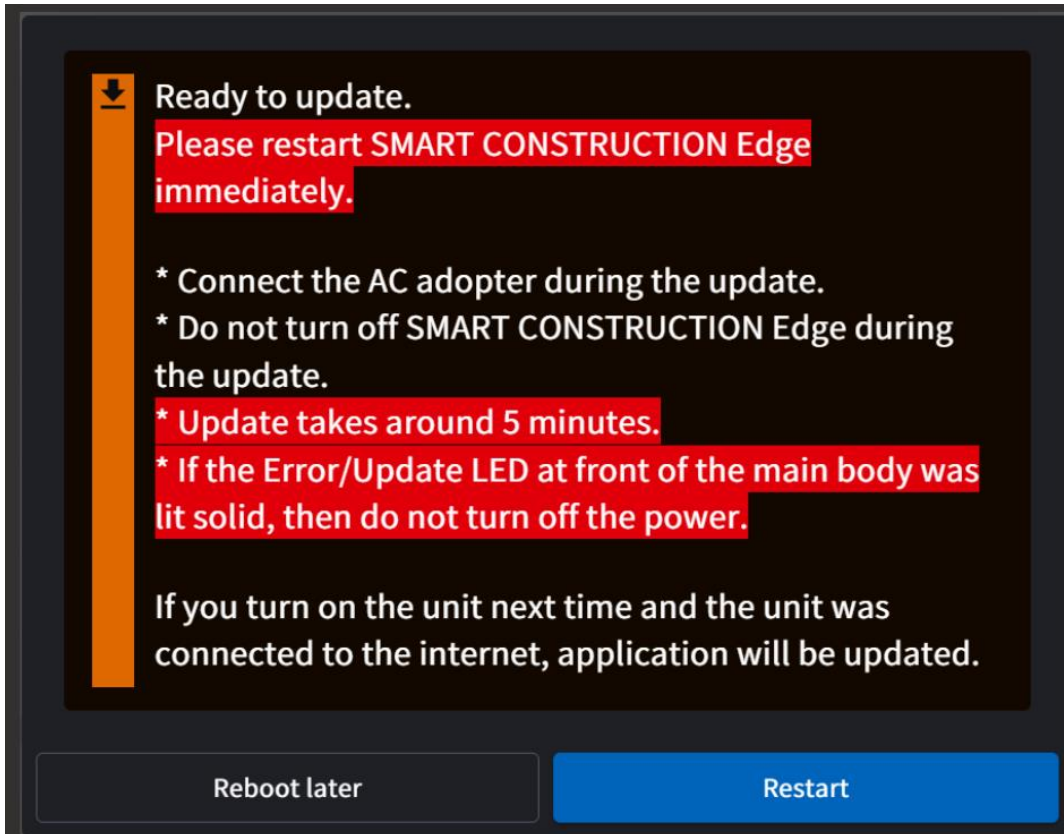 Ready to update.
Please restart SMART CONSTRUCTION Edge
immediately.
* Connect the AC adopter during the update.
* Do not turn off SMART CONSTRUCTION Edge during
the update.
* Update takes around 5 minutes.
* If the Error/Update LED at front of the main body was
lit solid, then do not turn off the power.
If you turn on the unit next time and the unit was
connected to the internet, application will be updated.
Reboot later
Restart